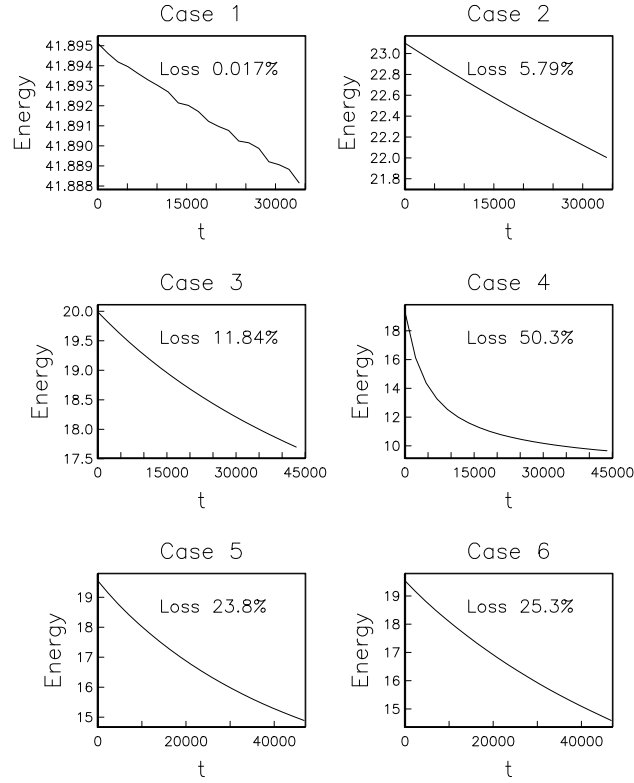 Case 1
Energy
41.895
41.894
41.893
41.892
41.891
41.890
41.889
41.888
Loss 0.017%
0 15000 30000
t
Case 2
Energy
23.0
22.8
22.6
22.4
22.2
22.0
21.8
Loss 5.79%
0 15000 30000
t
Case 3
Energy
20.0
19.5
19.0
18.5
18.0
17.5
Loss 11.84%
0 15000 30000 45000
t
Case 4
Energy
18
16
14
12
10
Loss 50.3%
0 15000 30000 45000
t
Case 5
Energy
19
18
17
16
15
Loss 23.8%
0 20000 40000
t
Case 6
Energy
19
18
17
16
15
Loss 25.3%
0 20000 40000
t